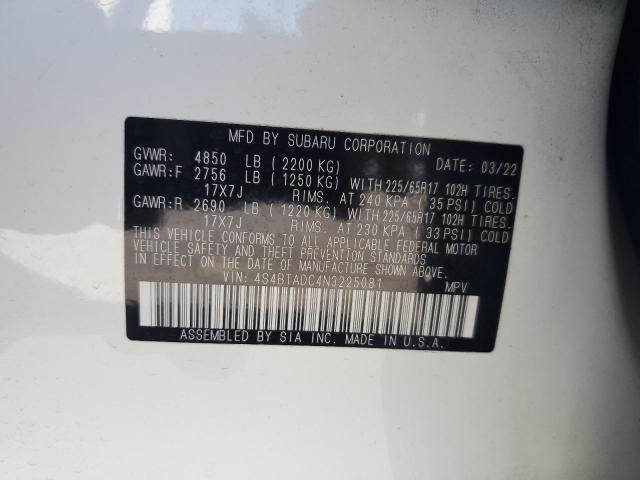 MFD BY SUBARU CORPORATION
GVWR: 4850 LB (2200 KG) DATE: 03/22
GAWR:F 2756 LB (1250 KG) WITH 225/65R17 102H TIRES.
17X7J RIMS. AT 240 KPA (35 PSI) COLD
GAWR:R 2690 LB (1220 KG) WITH 225/65R17 102H TIRES.
17X7J RIMS. AT 230 KPA (33 PSI) COLD
THIS VEHICLE CONFORMS TO ALL APPLICABLE FEDERAL MOTOR
VEHICLE SAFETY AND THEFT PREVENTION STANDARDS
IN EFFECT ON THE DATE OF MANUFACTURE SHOWN ABOVE.
VIN: 4S4BTADC4N3225081 MPV
ASSEMBLED BY SIA INC. MADE IN U.S.A.